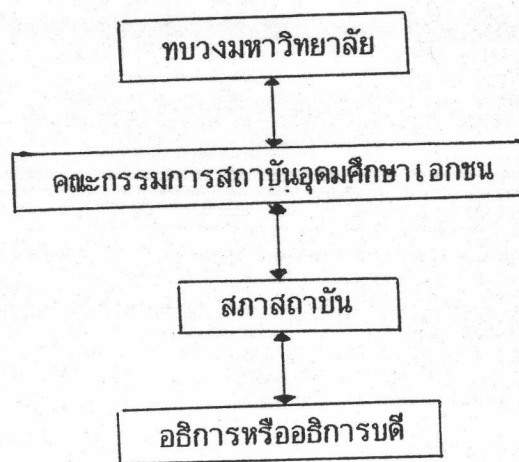 ทบวงมหาวิทยาลัย
คณะกรรมการสถาบันอุดมศึกษาเอกชน
สภาสถาบัน
อธิการหรืออธิการบดี